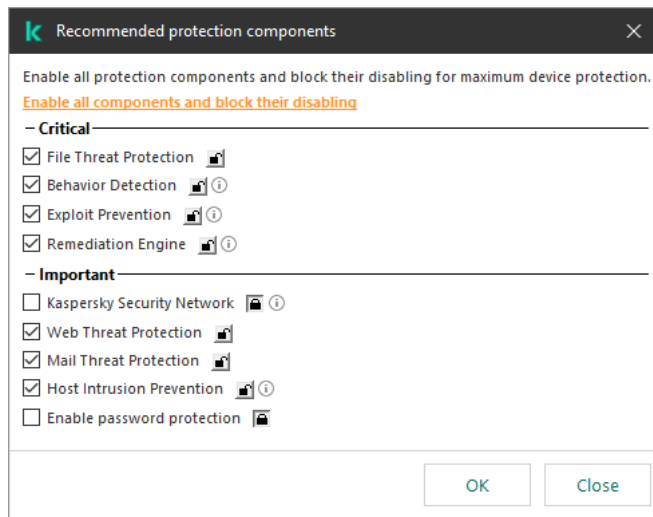 Recommended protection components
Enable all protection components and block their disabling for maximum device protection.
Enable all components and block their disabling
Critical
File Threat Protection
Behavior Detection
Exploit Prevention
Remediation Engine
Important
Kaspersky Security Network
Web Threat Protection
Mail Threat Protection
Host Intrusion Prevention
Enable password protection
OK Close